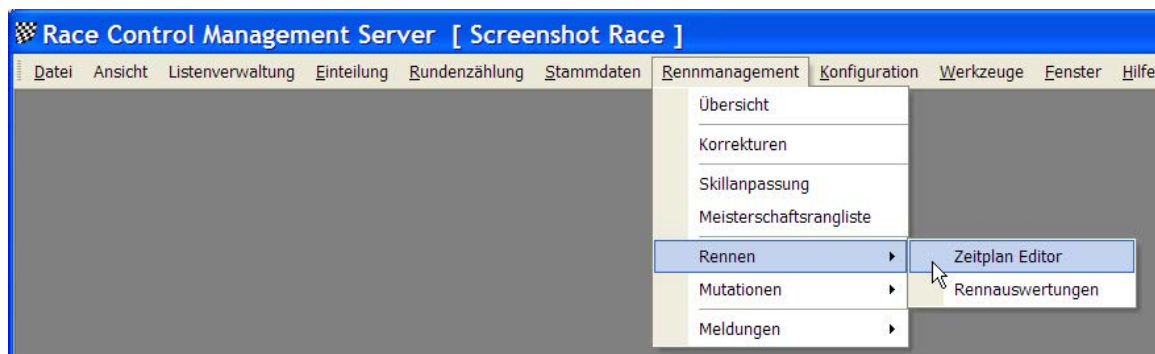 Race Control Management Server [ Screenshot Race ]
Datei Ansicht Listenverwaltung Einteilung Rundenzählung Stammdaten Rennmanagement Konfiguration Werkzeuge Fenster Hilfe
Übersicht
Korrekturen
Skillanpassung
Meisterschaftsrangliste
Rennen
Zeitplan Editor
Mutationen
Rennauswertungen
Meldungen